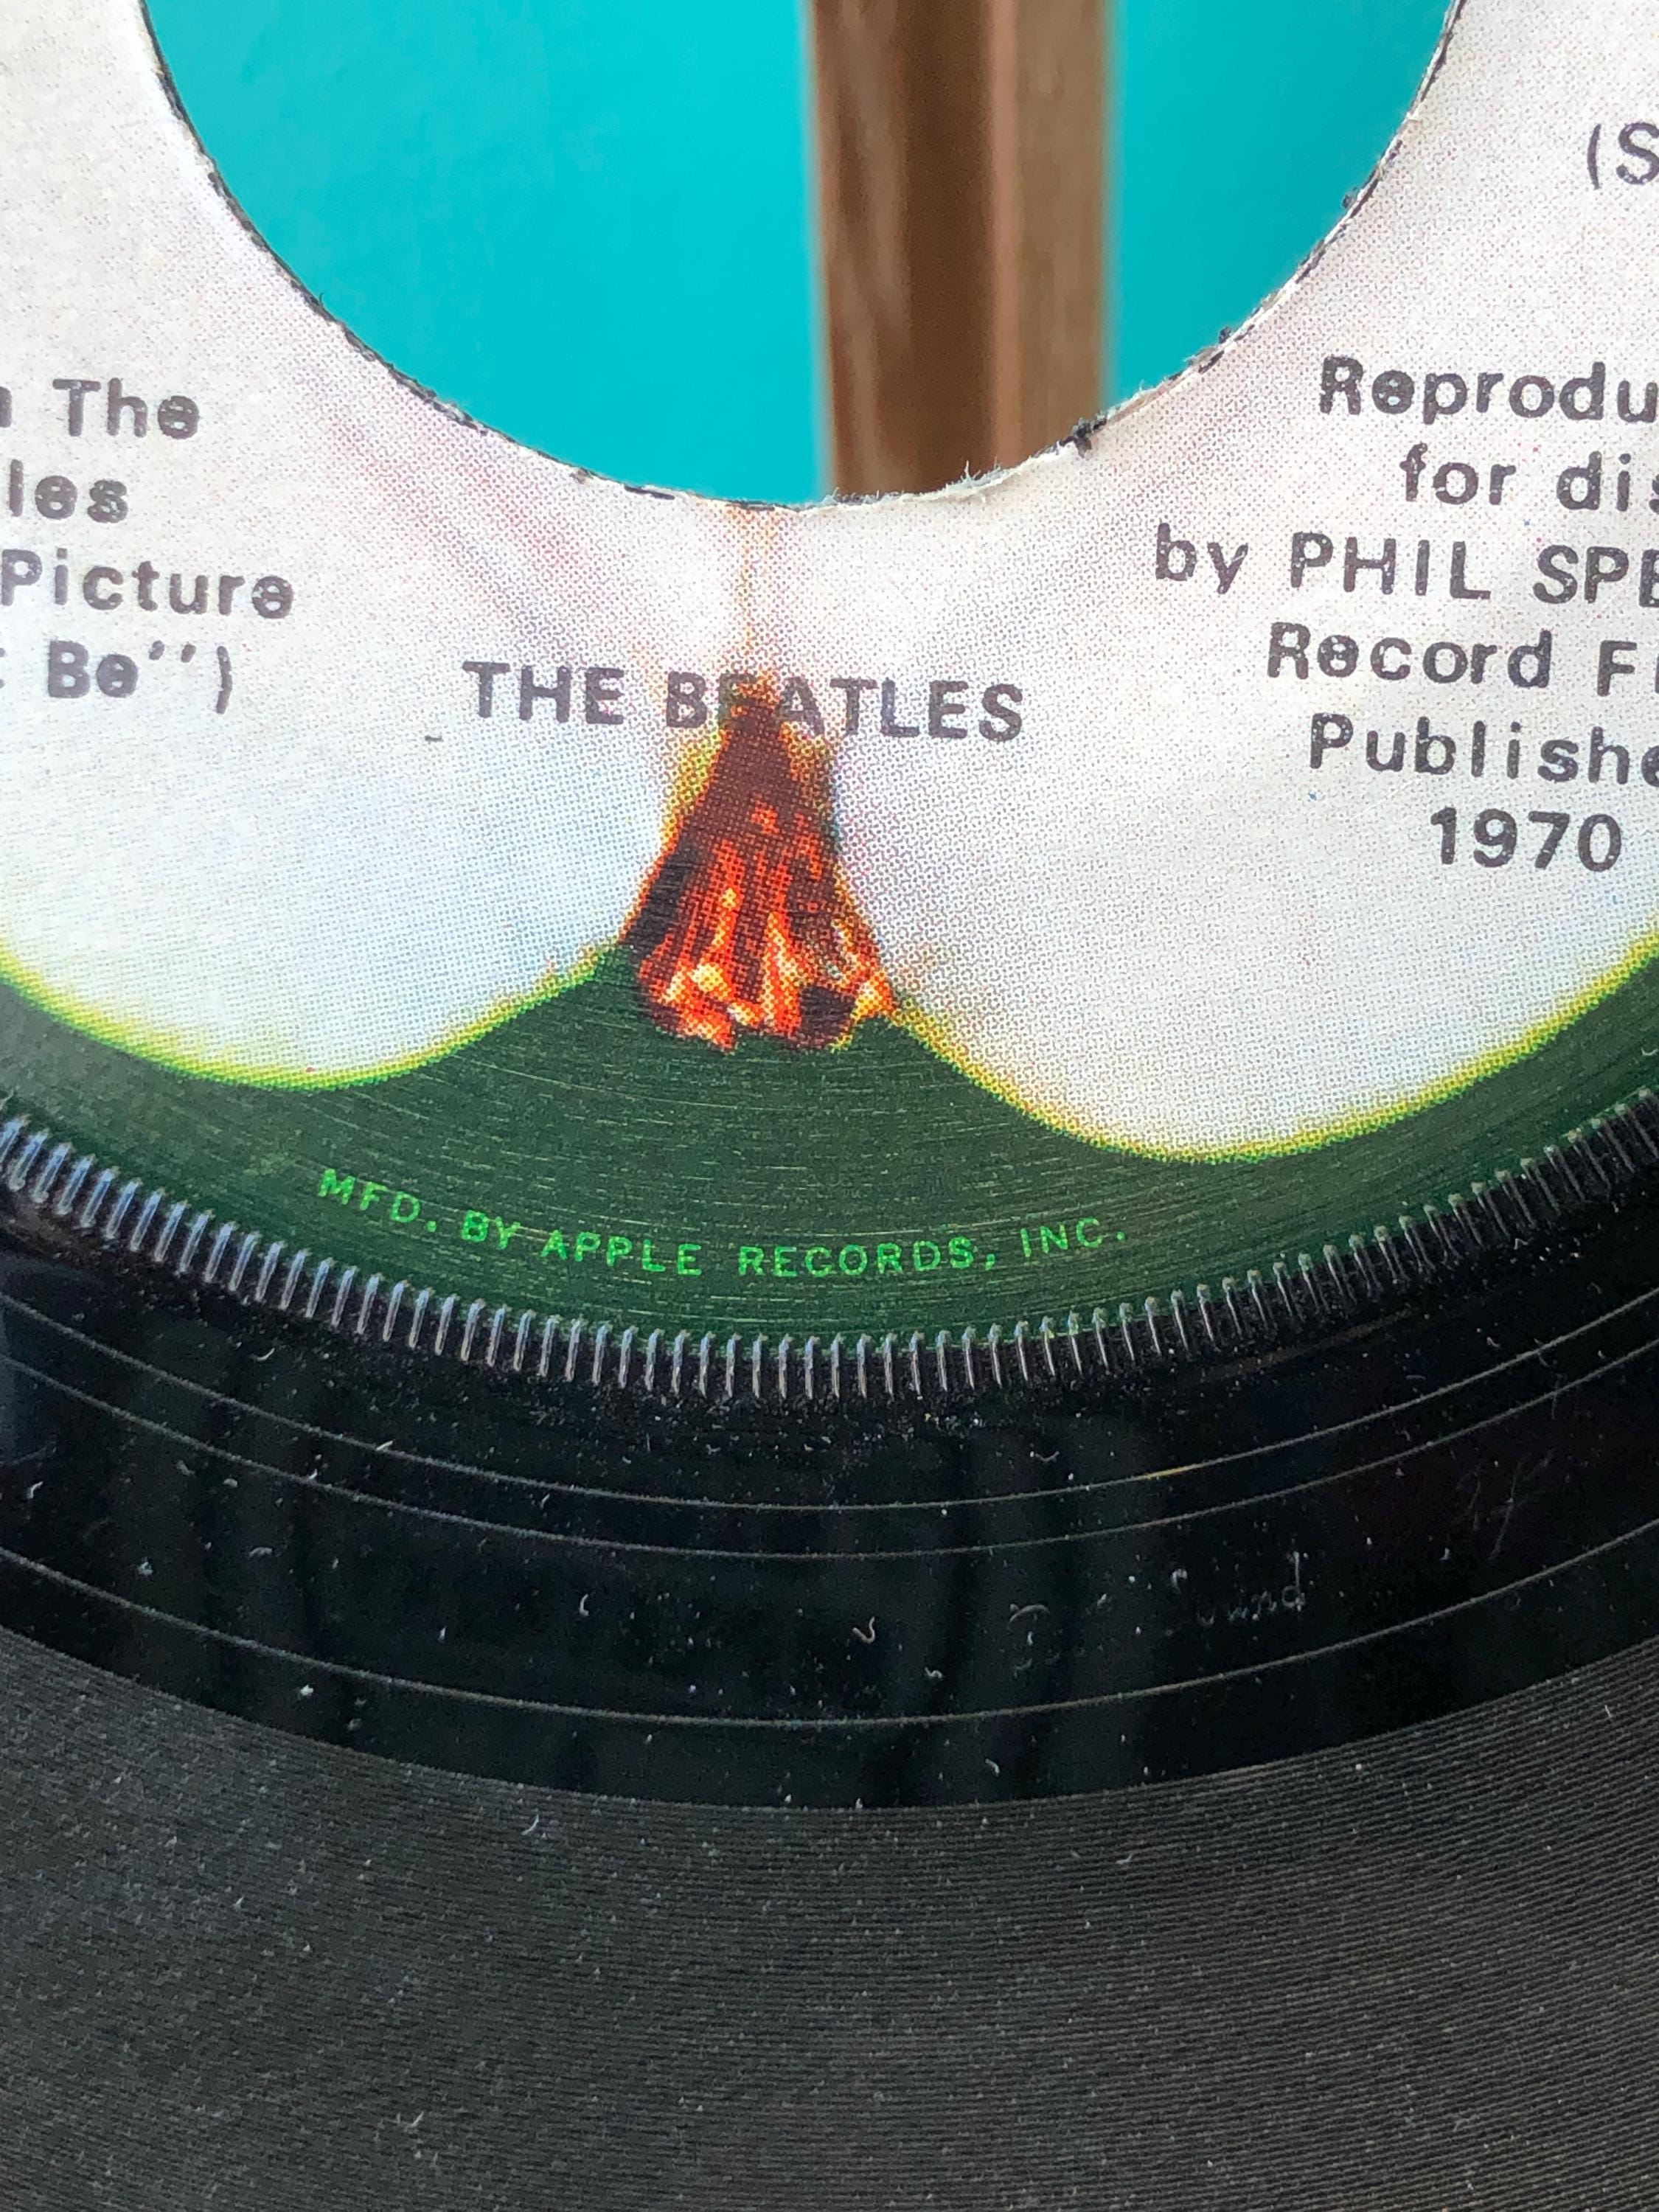 The
les
Picture
Be")
THE BEATLES
(S
Reprodu
for dis
by PHIL SPE
Record F
Publishe
1970
MFD. BY APPLE RECORDS, INC.